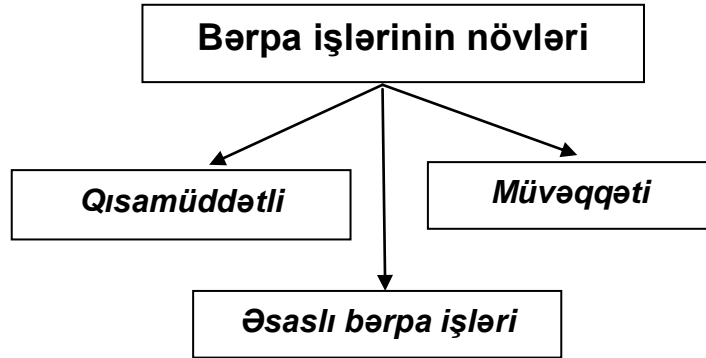 Bərpa işlərinin növləri
Qısamüddətli
Müvəqqəti
Əsaslı bərpa işləri